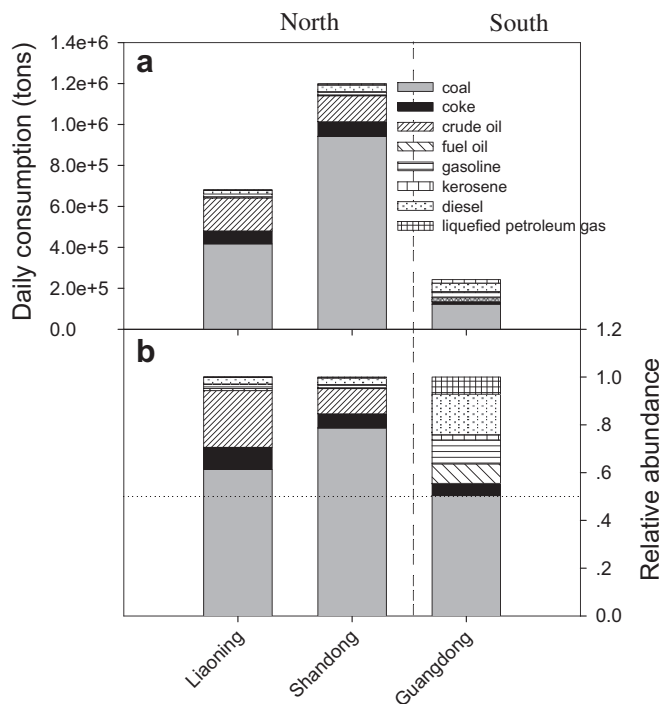 North South
a
1.4e+6
1.2e+6
1.0e+6
8.0e+5
6.0e+5
4.0e+5
2.0e+5
0.0
Daily consumption (tons)
coal
coke
crude oil
fuel oil
gasoline
kerosene
diesel
liquefied petroleum gas
b
1.2
1.0
.8
.6
.4
.2
0.0
Relative abundance
Liaoning
Shandong
Guangdong